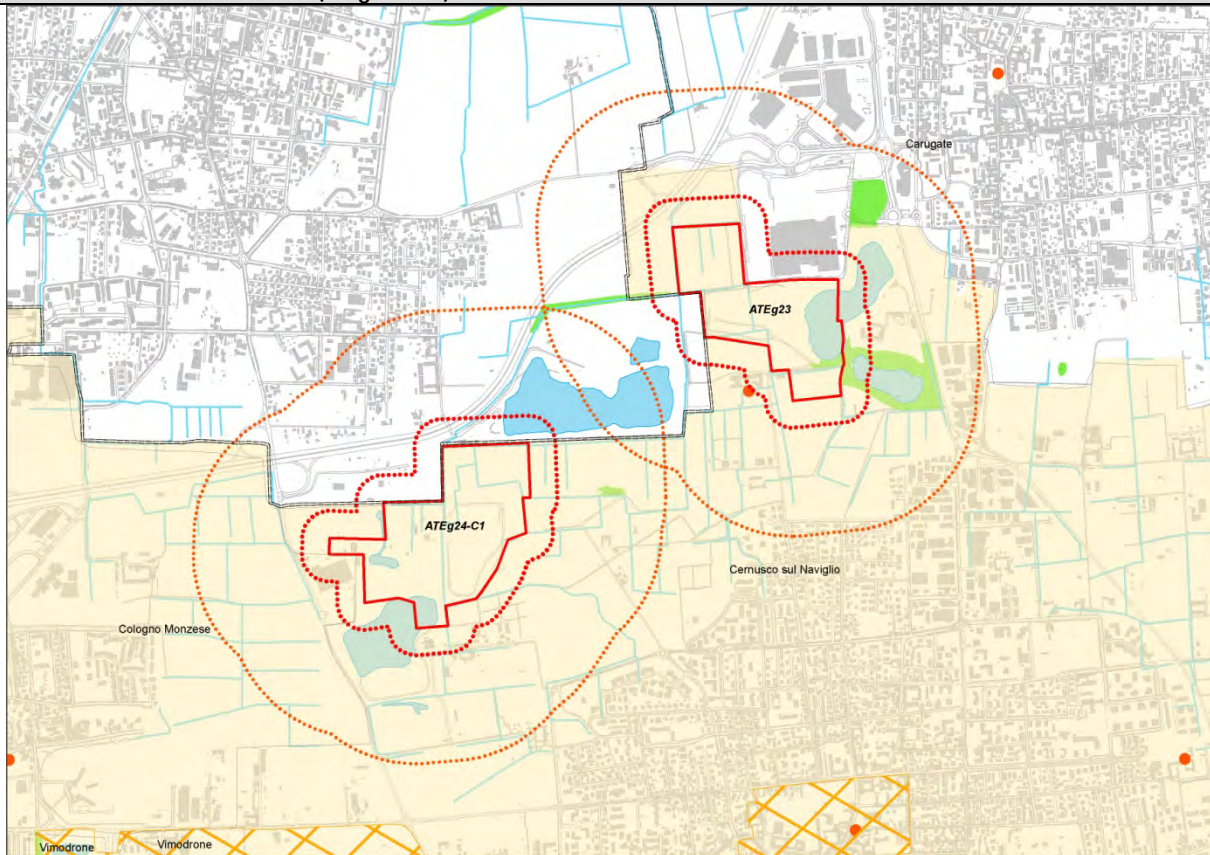 Carugate
ATEg23
ATEg24-C1
Cernusco sul Naviglio
Cologno Monzese
Vimodrone
Vimodrone